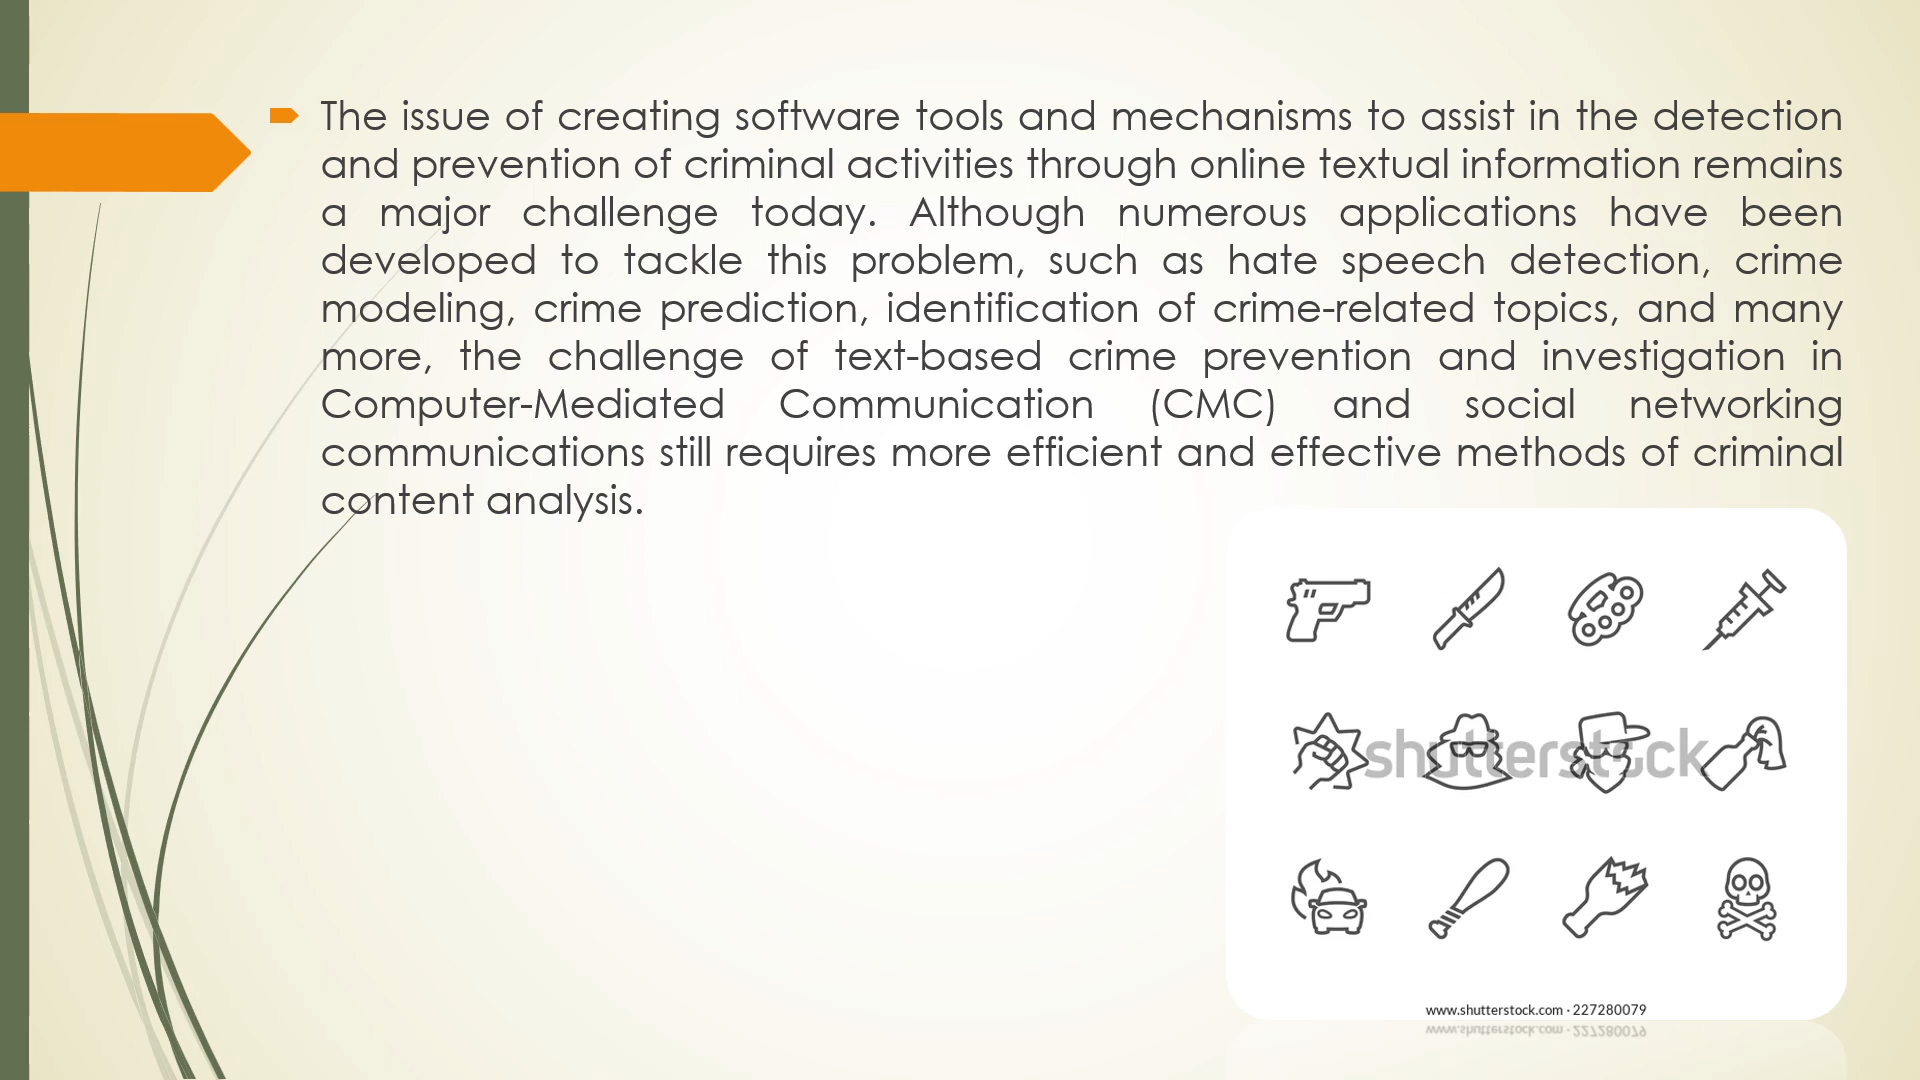 The issue of creating software tools and mechanisms to assist in the detection
and prevention of criminal activities through online textual information remains
a major challenge today. Although numerous applications have been
developed to tackle this problem, such as hate speech detection, crime
modeling, crime prediction, identification of crime-related topics, and many
more, the challenge of text-based crime prevention and investigation in
Computer-Mediated Communication (CMC) and social networking
communications still requires more efficient and effective methods of criminal
content analysis.
shutterstock
www.shutterstock.com · 227280079